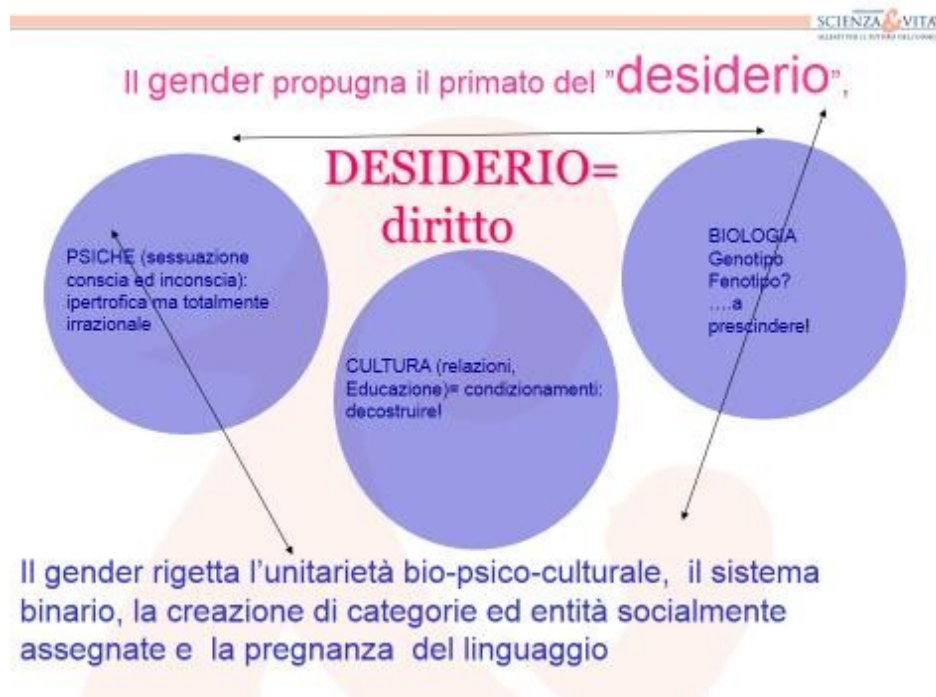 SCIENZA & VITA
Il gender propugna il primato del "desiderio",
DESIDERIO=
diritto
PSICHE (sessuazione
conscia ed inconscia):
ipertrofica ma totalmente
irrazionale
CULTURA (relazioni,
Educazione)= condizionamenti:
decostruire!
BIOLOGIA
Genotipo
Fenotipo?
....a
prescindere!
Il gender rigetta l'unitarietà bio-psico-culturale, il sistema
binario, la creazione di categorie ed entità socialmente
assegnate e la pregnanza del linguaggio